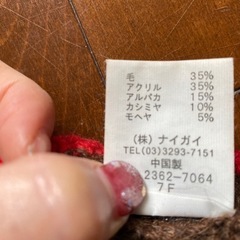 毛 35%
アクリル 35%
アルパカ 15%
カシミヤ 10%
モヘヤ 5%
(株) ナイガイ
TEL(03)3293-7151
中国製
2362-7064
7F